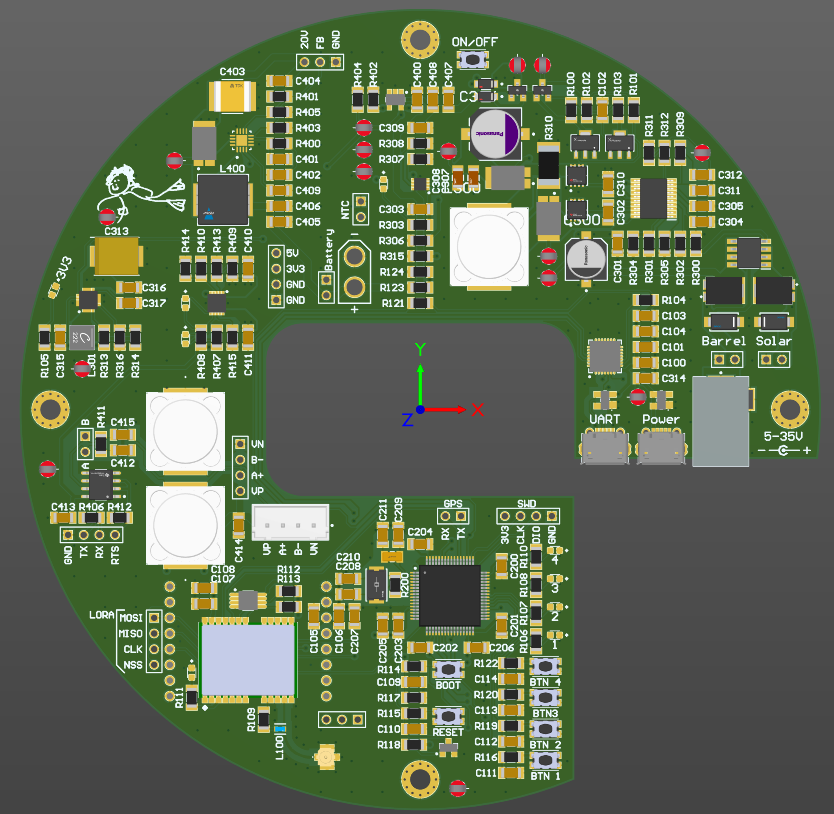 20V
FB
GND
ON/OFF
C403
C404
R401
R405
R403
R400
C401
C402
C409
C406
C405
L400
R404
R402
C400
C408
C407
C3
Panasonic
R100
R102
C102
R103
R101
R311
R312
R309
R310
C309
R308
R307
C310
C302
C312
C311
C305
C304
C313
NTC
Battery
-
+
C303
R303
R306
R315
R124
R123
R121
Panasonic
C301
R304
R301
R305
R302
R300
R414
R410
R413
R409
C410
5V
3V3
GND
GND
3V3
C316
C317
R105
C315
R313
R316
R314
R408
R407
R415
C411
R104
C103
C104
C101
C100
C314
Barrel
Solar
UART
Power
5-35V
-
+
Y
X
Z
B
A
R411
C415
C412
VN
B-
A+
VP
C413
R406
R412
GND
TX
RX
RTS
C414
VP
A+
B-
VN
C211
C209
GPS
RX
TX
SWD
3V3
CLK
DIO
GND
C204
C210
C208
R200
C200
C201
R110
R108
R107
R106
4
3
2
1
C108
C107
R112
R113
C105
C106
C207
C205
C203
C202
C206
LORA
MOSI
MISO
CLK
NSS
R111
R109
L100
R114
C109
R117
R115
C110
R118
BOOT
RESET
R122
C114
R120
C113
R119
C112
R116
C111
BTN 4
BTN3
BTN 2
BTN 1